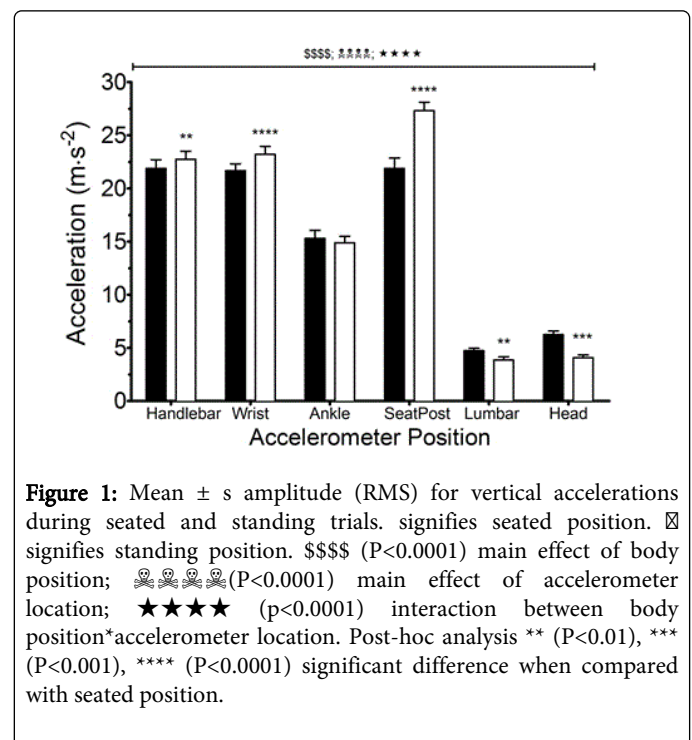 $$$$; ☠☠☠☠; ★★★★
30
25
20
15
10
5
0
Acceleration (m·s-2)
**
****
****
**
***
Handlebar Wrist Ankle SeatPost Lumbar Head
Accelerometer Position
Figure 1: Mean ± s amplitude (RMS) for vertical accelerations
during seated and standing trials. signifies seated position. 
signifies standing position. $$$$ (P<0.0001) main effect of body
position; ☠☠☠☠(P<0.0001) main effect of accelerometer
location; ★★★★ (p<0.0001) interaction between body
position*accelerometer location. Post-hoc analysis ** (P<0.01), ***
(P<0.001), **** (P<0.0001) significant difference when compared
with seated position.